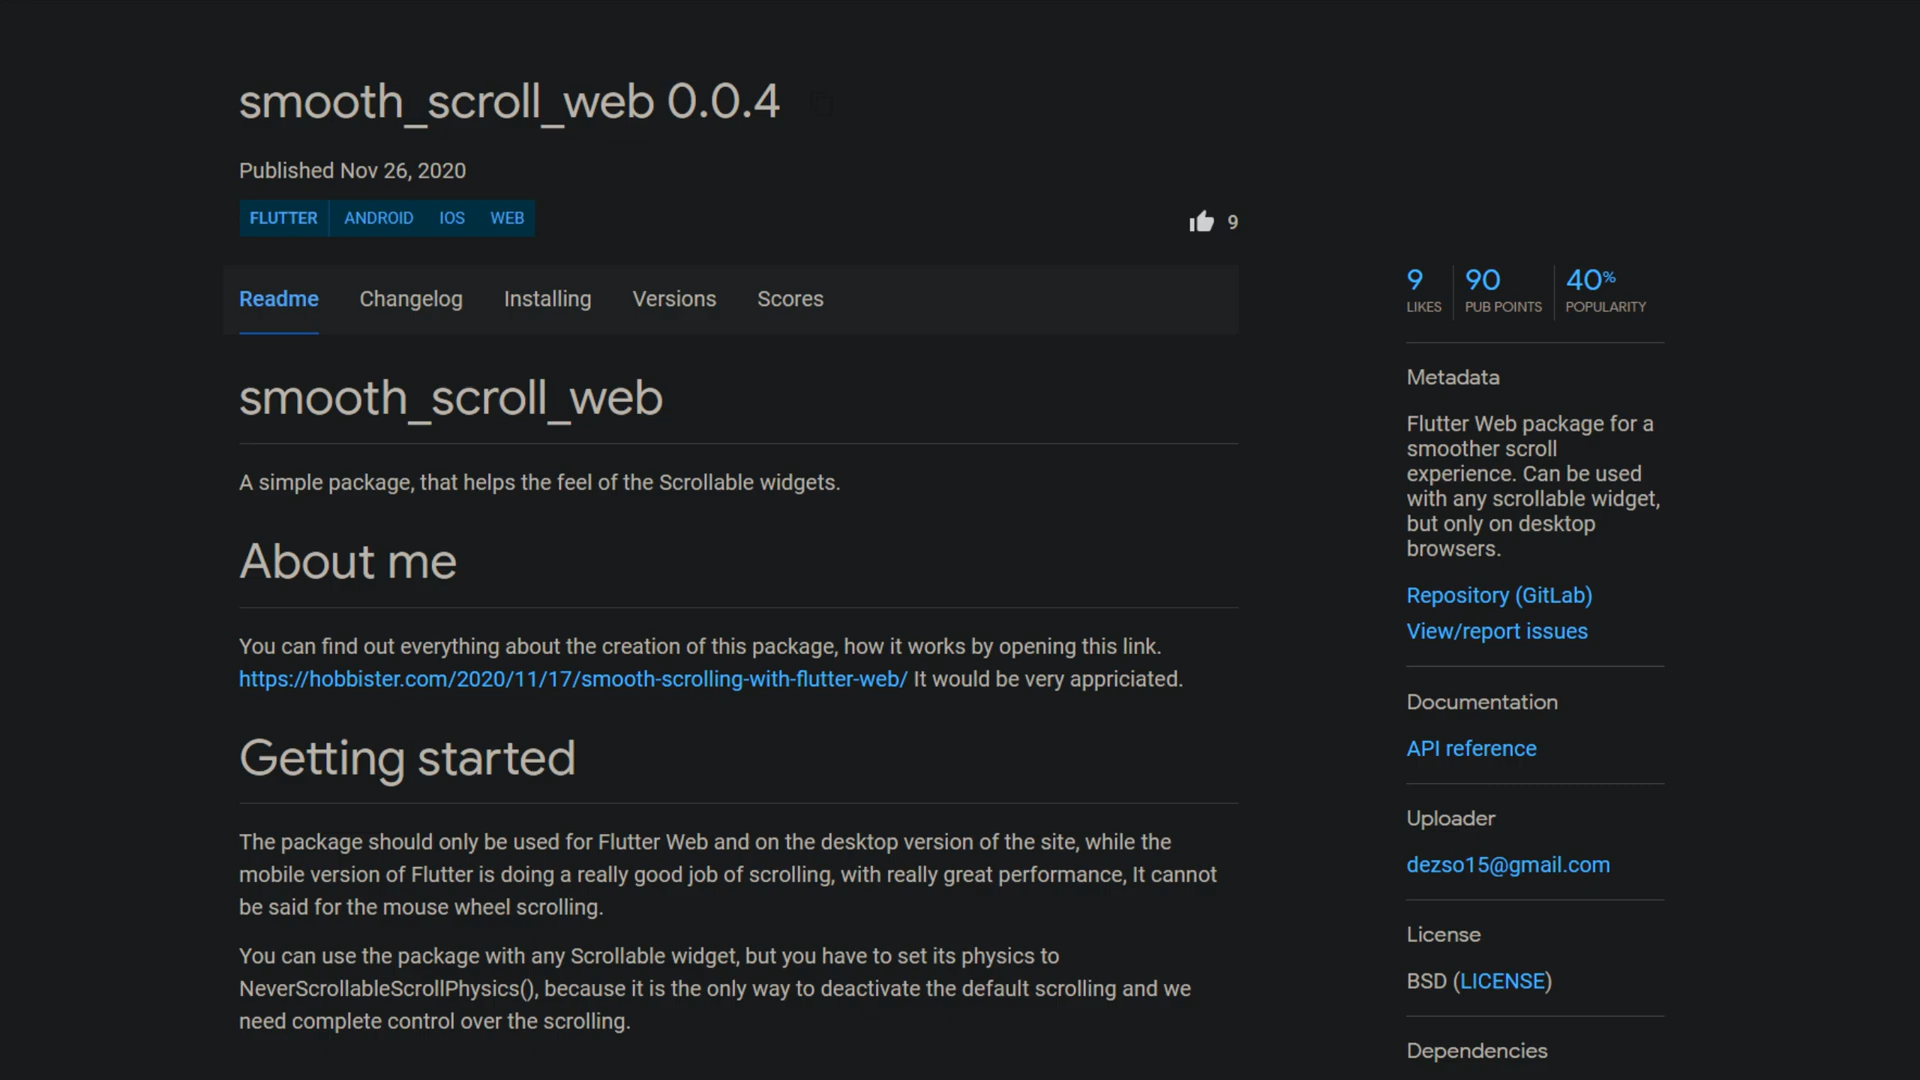 smooth_scroll_web 0.0.4
Published Nov 26, 2020
FLUTTER ANDROID IOS WEB
9
Readme Changelog Installing Versions Scores
smooth_scroll_web
A simple package, that helps the feel of the Scrollable widgets.
About me
You can find out everything about the creation of this package, how it works by opening this link.
https://hobbister.com/2020/11/17/smooth-scrolling-with-flutter-web/ It would be very appriciated.
Getting started
The package should only be used for Flutter Web and on the desktop version of the site, while the
mobile version of Flutter is doing a really good job of scrolling, with really great performance, It cannot
be said for the mouse wheel scrolling.
You can use the package with any Scrollable widget, but you have to set its physics to
NeverScrollableScrollPhysics(), because it is the only way to deactivate the default scrolling and we
need complete control over the scrolling.
9 90 40%
LIKES PUB POINTS POPULARITY
Metadata
Flutter Web package for a
smoother scroll
experience. Can be used
with any scrollable widget,
but only on desktop
browsers.
Repository (GitLab)
View/report issues
Documentation
API reference
Uploader
dezso15@gmail.com
License
BSD (LICENSE)
Dependencies